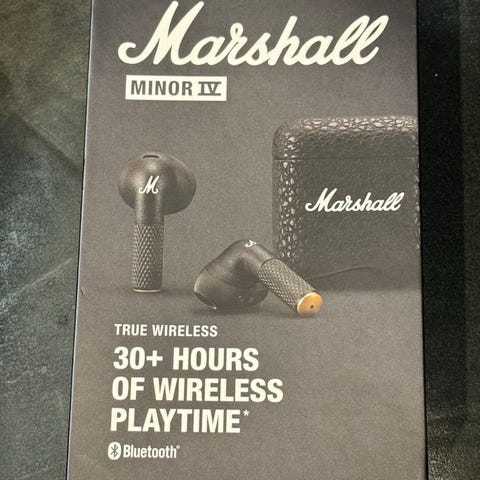 Marshall
MINOR IV
M
Marshall
TRUE WIRELESS
30+ HOURS
OF WIRELESS
PLAYTIME*
Bluetooth®